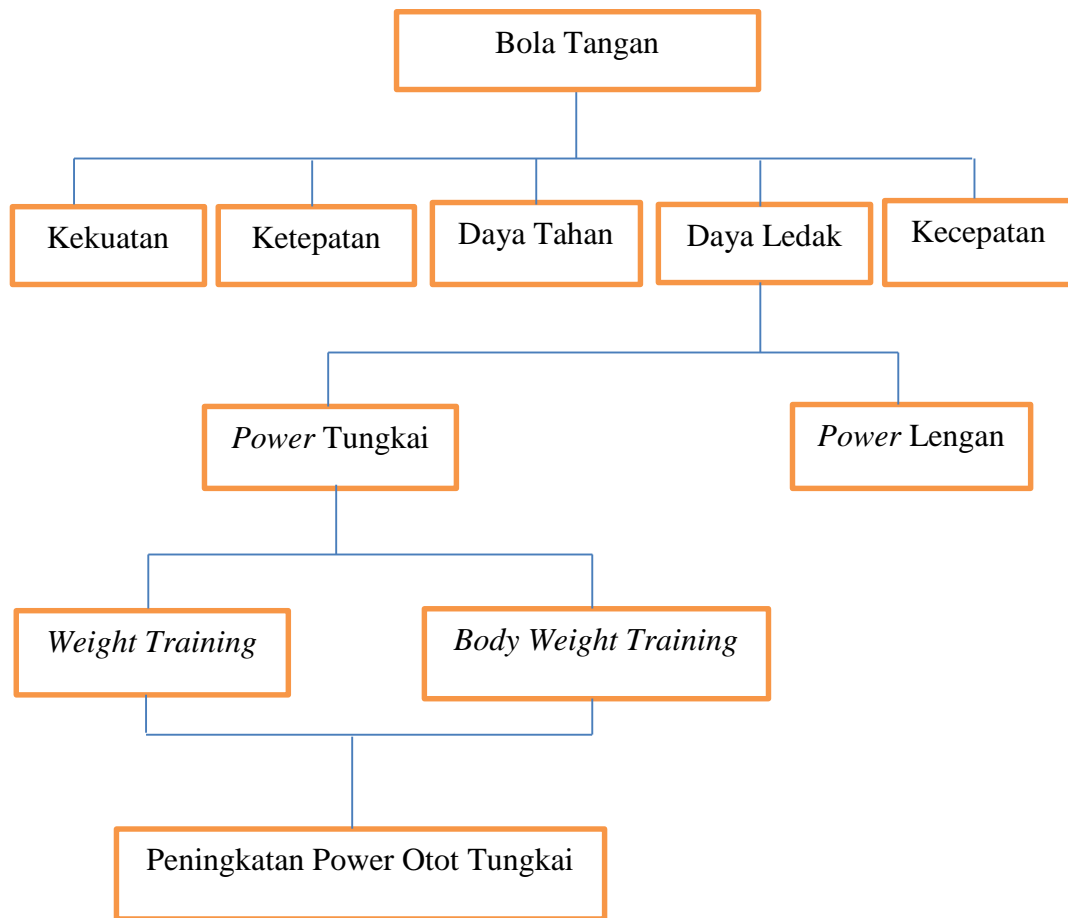 Bola Tangan
Kekuatan
Ketepatan
Daya Tahan
Daya Ledak
Kecepatan
Power Tungkai
Power Lengan
Weight Training
Body Weight Training
Peningkatan Power Otot Tungkai